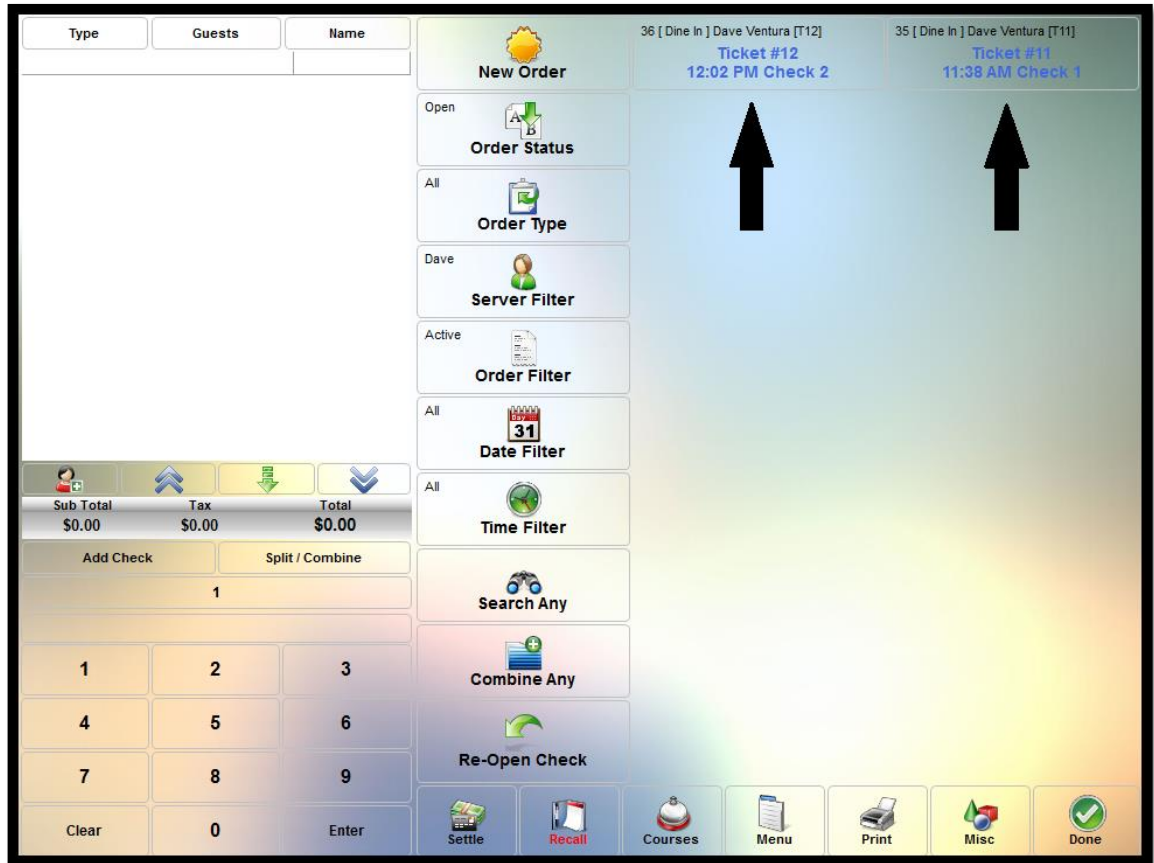 Type Guests Name
New Order
36 [ Dine In ] Dave Ventura [T12]
Ticket #12
12:02 PM Check 2
35 [ Dine In ] Dave Ventura [T11]
Ticket #11
11:38 AM Check 1
Open
Order Status
All
Order Type
Dave
Server Filter
Active
Order Filter
All
31
Date Filter
All
Time Filter
Search Any
Combine Any
Re-Open Check
Sub Total Tax Total
$0.00 $0.00 $0.00
Add Check Split / Combine
1
1 2 3
4 5 6
7 8 9
Clear 0 Enter
Settle Recall Courses Menu Print Misc Done